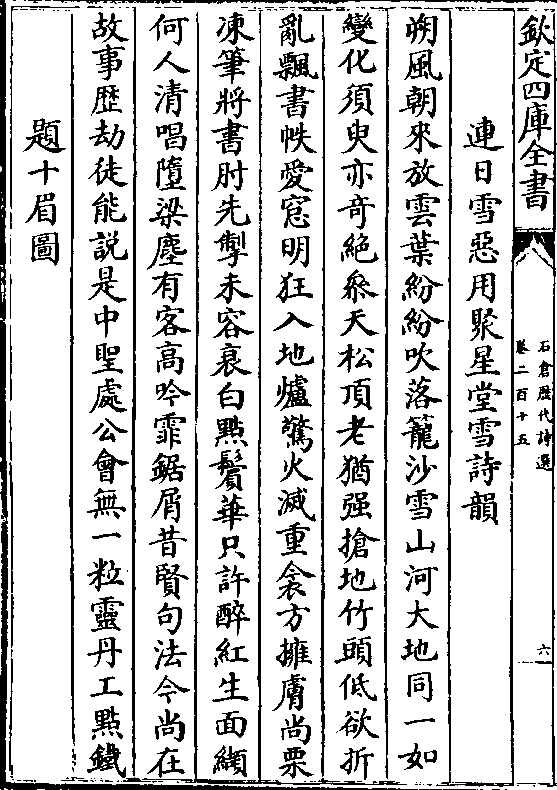 欽定四庫全書
石倉歴代詩選
卷二百十五
六
連日雪惡用聚星堂雪詩韻
朔風朝來放雲葉紛紛吹落籠沙雪山河大地同一如
變化須臾亦竒絶叅天松頂老猶强搶地竹頭低欲折
亂飄書帙愛窓明狂入地爐驚火滅重衾方擁膚尚栗
凍筆將書肘先掣未容衰白點鬢華只許醉紅生面纈
何人清唱墮梁塵有客高吟霏鋸屑昔賢句法今尚在
故事歴劫徒能説是中聖處公會無一粒靈丹工點鐵
題十眉圖